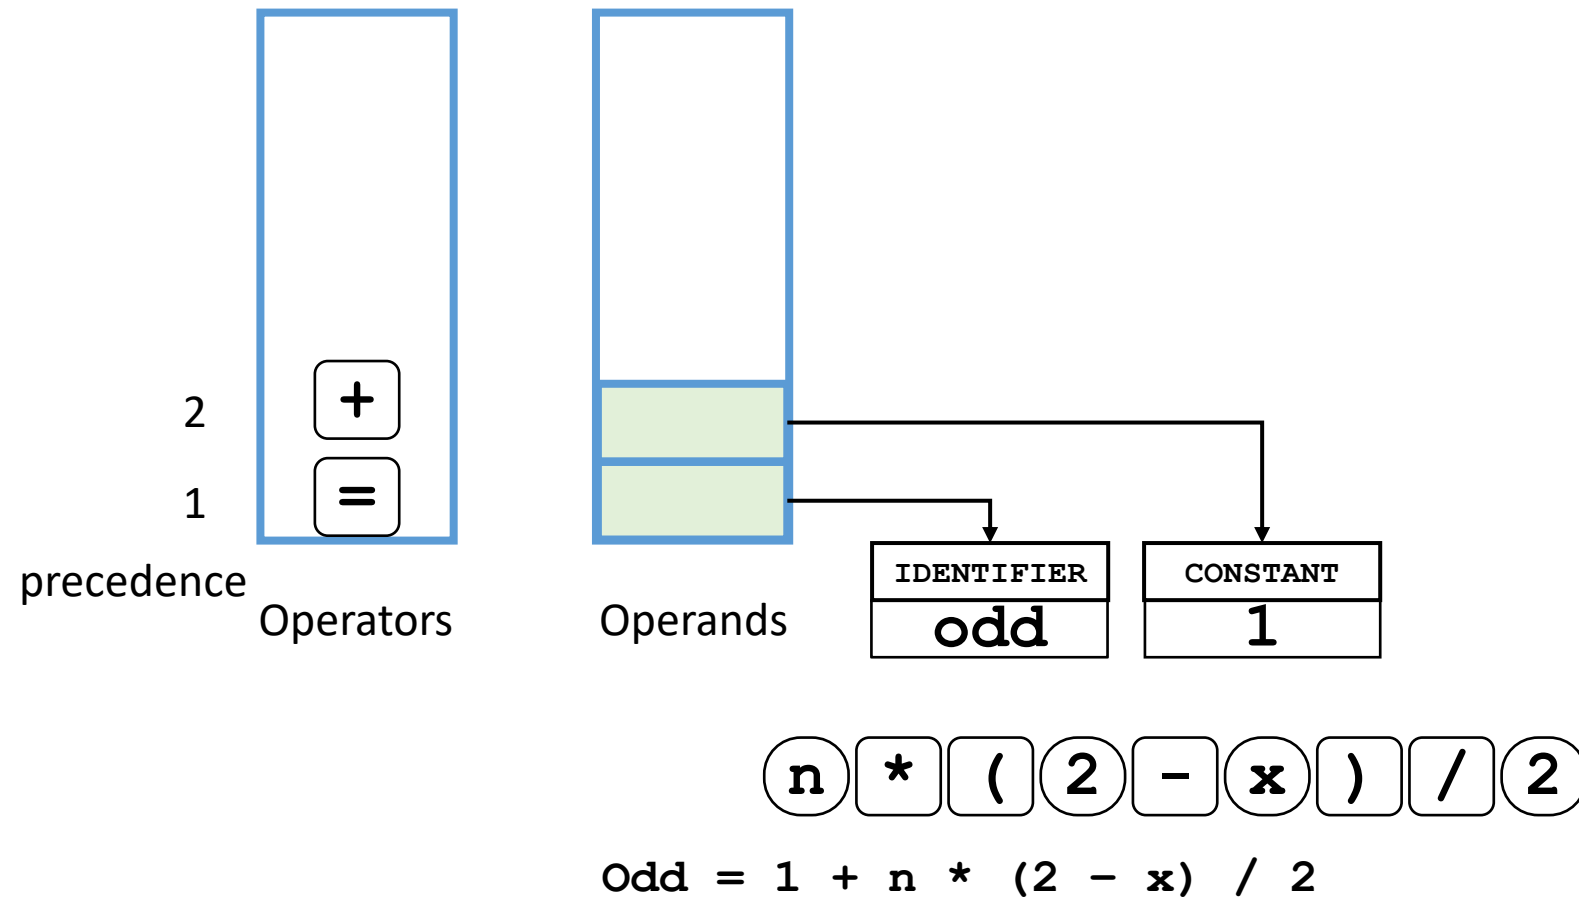 2 +
1 =
precedence
Operators Operands
IDENTIFIER CONSTANT
odd 1
n * ( 2 - x ) / 2
Odd = 1 + n * (2 – x) / 2